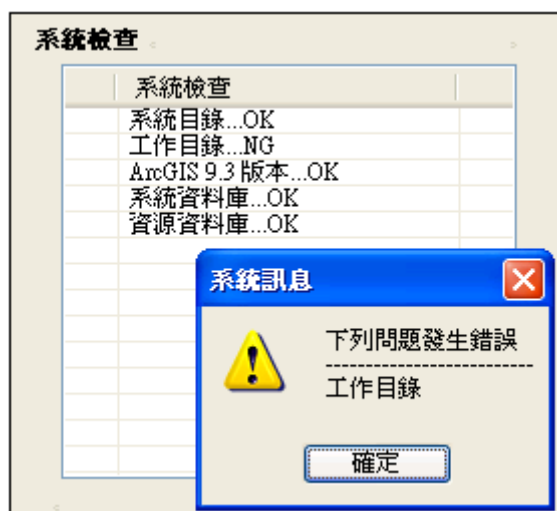 系統檢查
系統檢查
系統目錄...OK
工作目錄...NG
ArcGIS 9.3 版本...OK
系統資料庫...OK
資源資料庫...OK
系統訊息
下列問題發生錯誤
--------------------------
工作目錄
確定